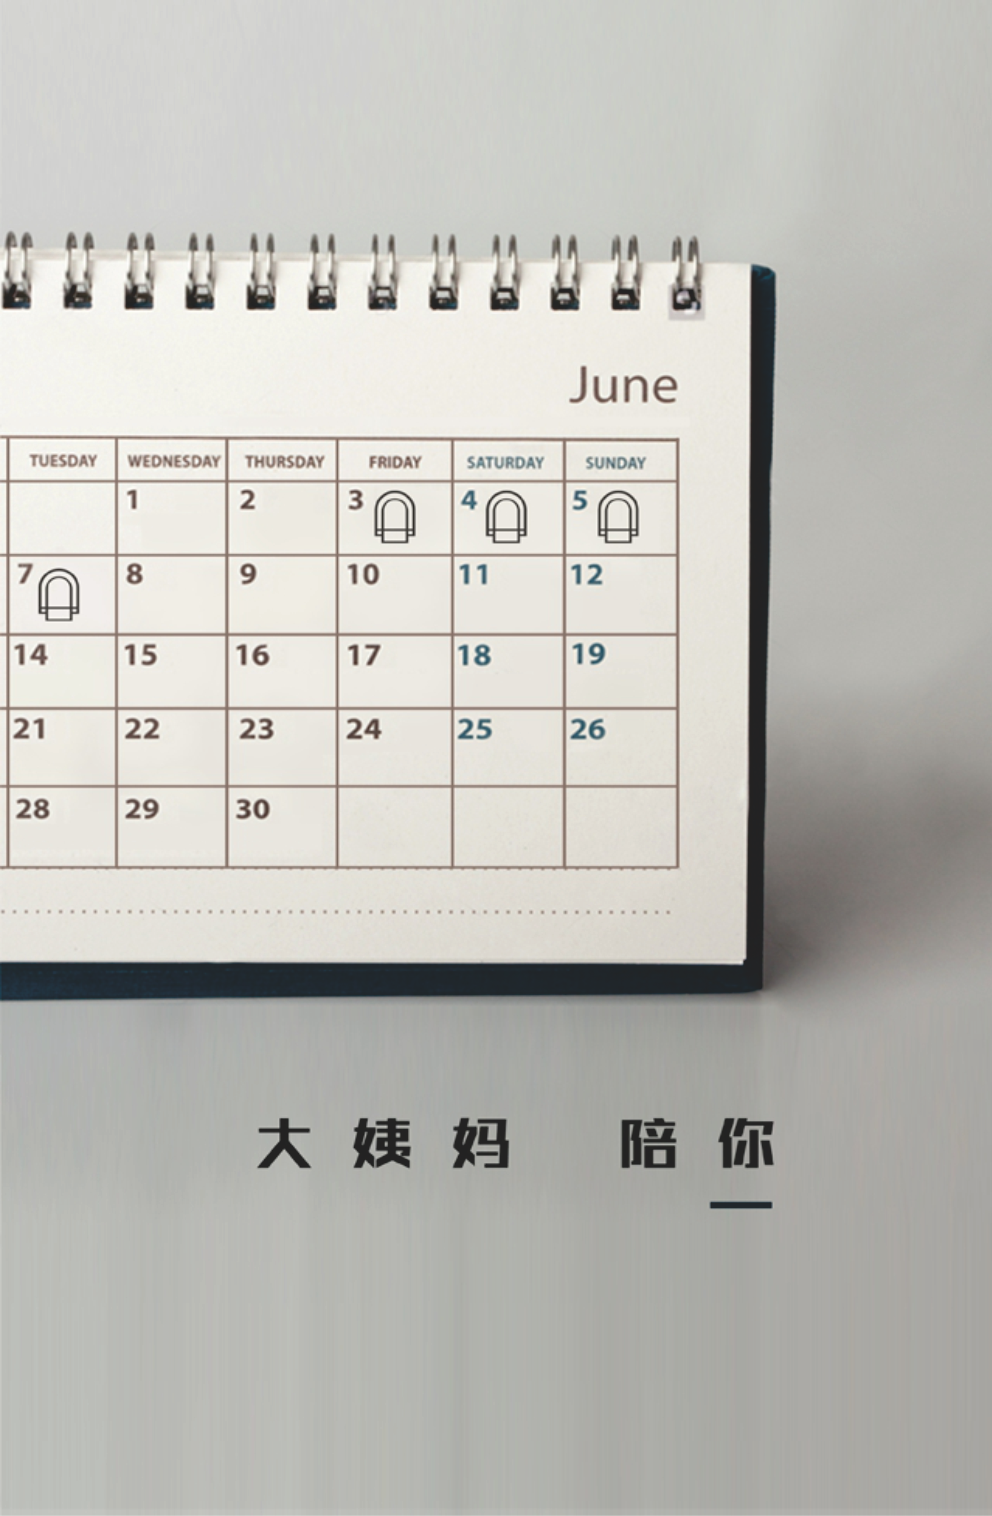 June
TUESDAY WEDNESDAY THURSDAY FRIDAY SATURDAY SUNDAY
1 2 3 4 5
7 8 9 10 11 12
14 15 16 17 18 19
21 22 23 24 25 26
28 29 30
大姨妈 陪你